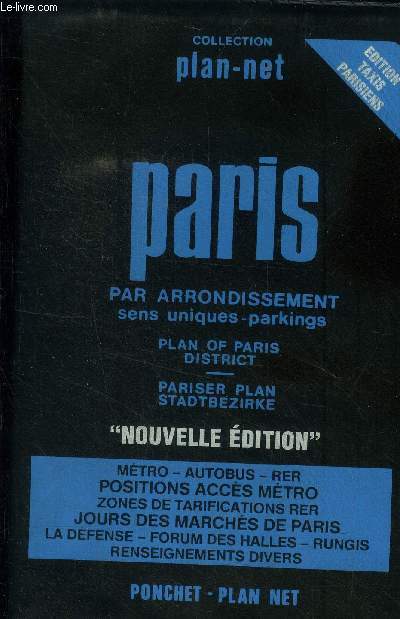 www.Le-livre.com
COLLECTION
plan-net
EDITION
TAXIS
PARISIENS
paris
PAR ARRONDISSEMENT
sens uniques-parkings
PLAN OF PARIS
DISTRICT
PARISER PLAN
STADTBEZIRKE
"NOUVELLE ÉDITION"
MÉTRO – AUTOBUS – RER
POSITIONS ACCÈS MÉTRO
ZONES DE TARIFICATIONS RER
JOURS DES MARCHÉS DE PARIS
LA DÉFENSE – FORUM DES HALLES – RUNGIS
RENSEIGNEMENTS DIVERS
PONCHET - PLAN NET